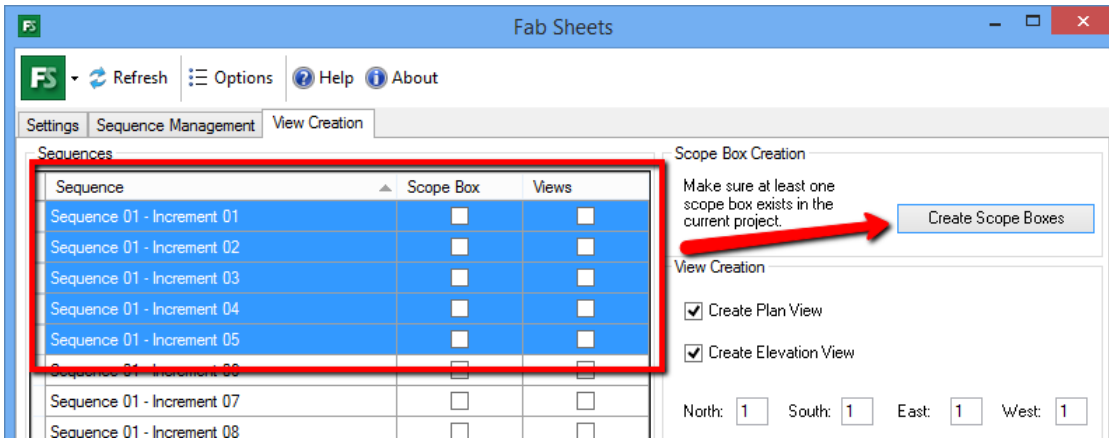 FS
Fab Sheets
FS Refresh Options Help About
Settings Sequence Management View Creation
Sequences
Sequence Scope Box Views
Sequence 01 - Increment 01
Sequence 01 - Increment 02
Sequence 01 - Increment 03
Sequence 01 - Increment 04
Sequence 01 - Increment 05
Sequence 01 - Increment 06
Sequence 01 - Increment 07
Sequence 01 - Increment 08
Scope Box Creation
Make sure at least one
scope box exists in the
current project.
Create Scope Boxes
View Creation
Create Plan View
Create Elevation View
North: 1 South: 1 East: 1 West: 1